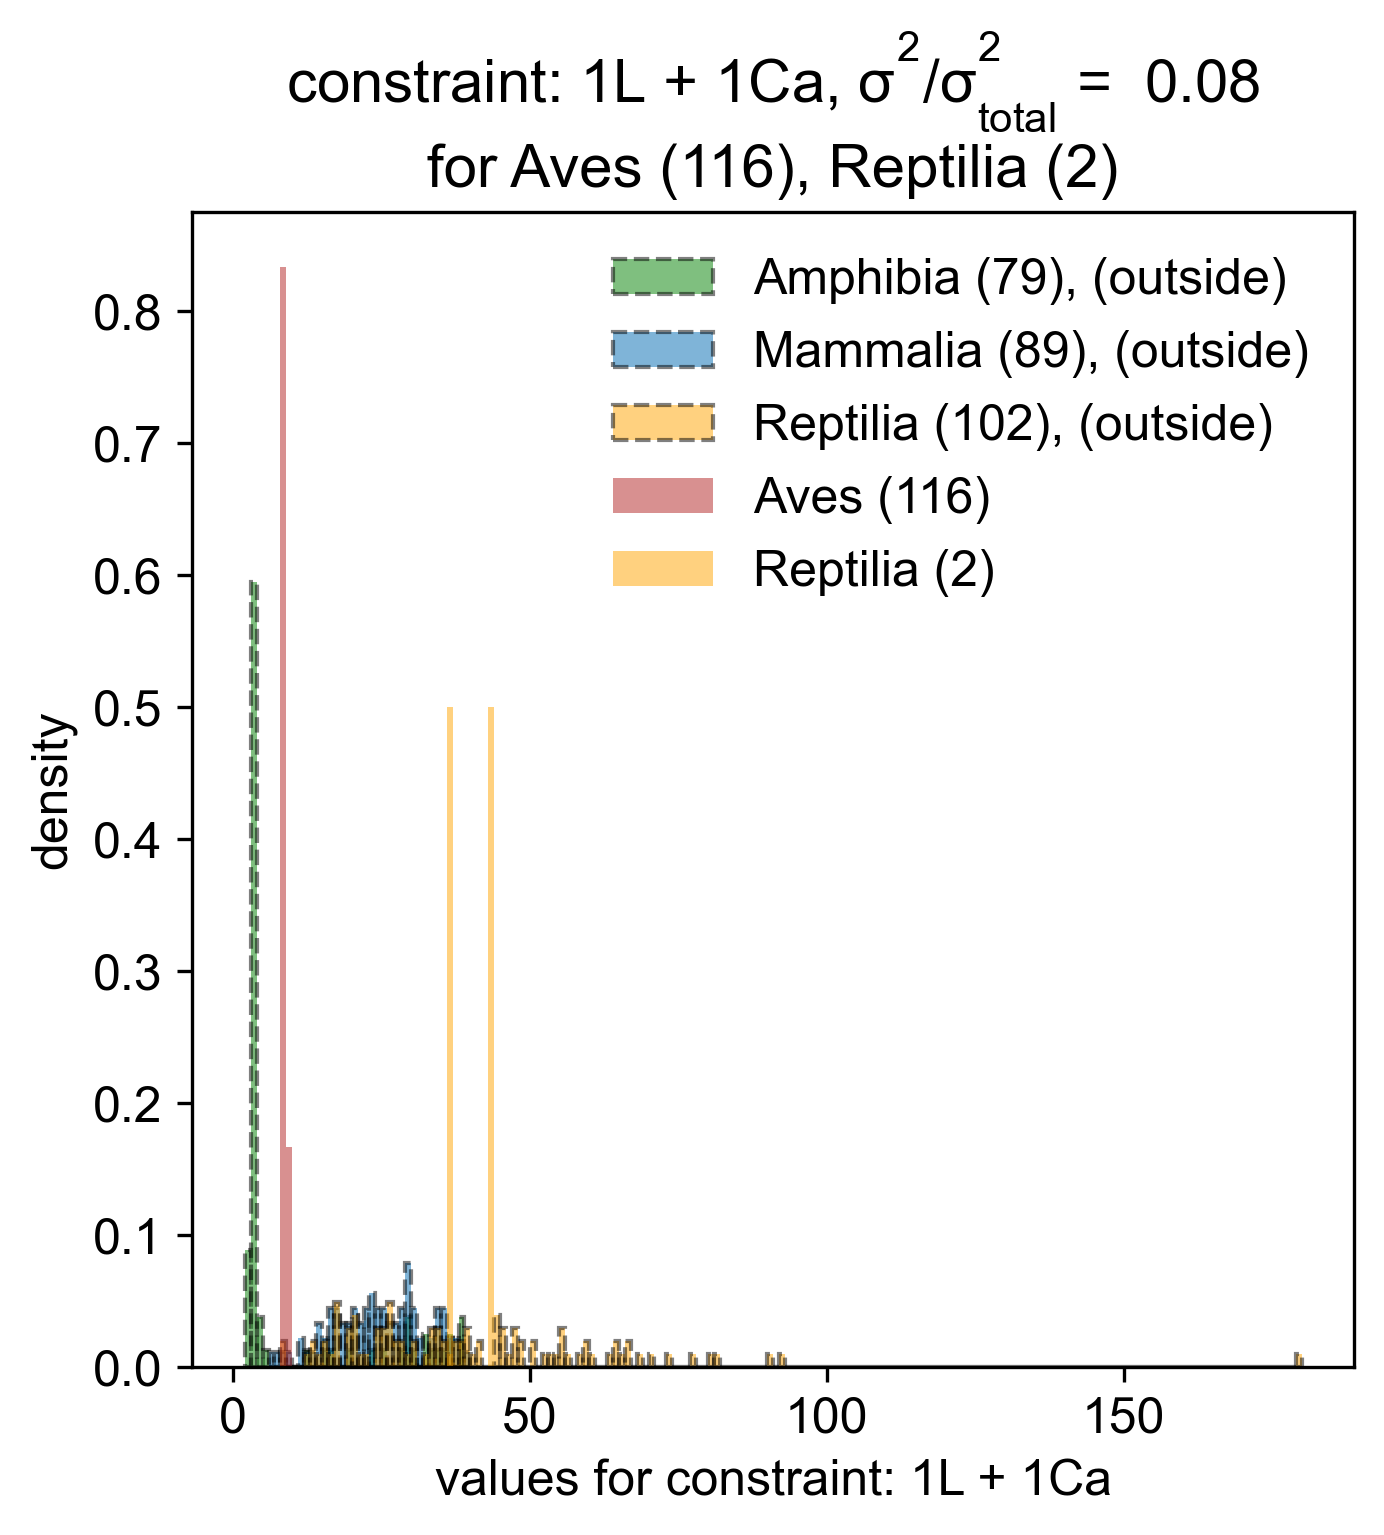 constraint: 1L + 1Ca, σ²/σ²total = 0.08
for Aves (116), Reptilia (2)
Amphibia (79), (outside)
Mammalia (89), (outside)
Reptilia (102), (outside)
Aves (116)
Reptilia (2)
density
0.8
0.7
0.6
0.5
0.4
0.3
0.2
0.1
0.0
0 50 100 150
values for constraint: 1L + 1Ca